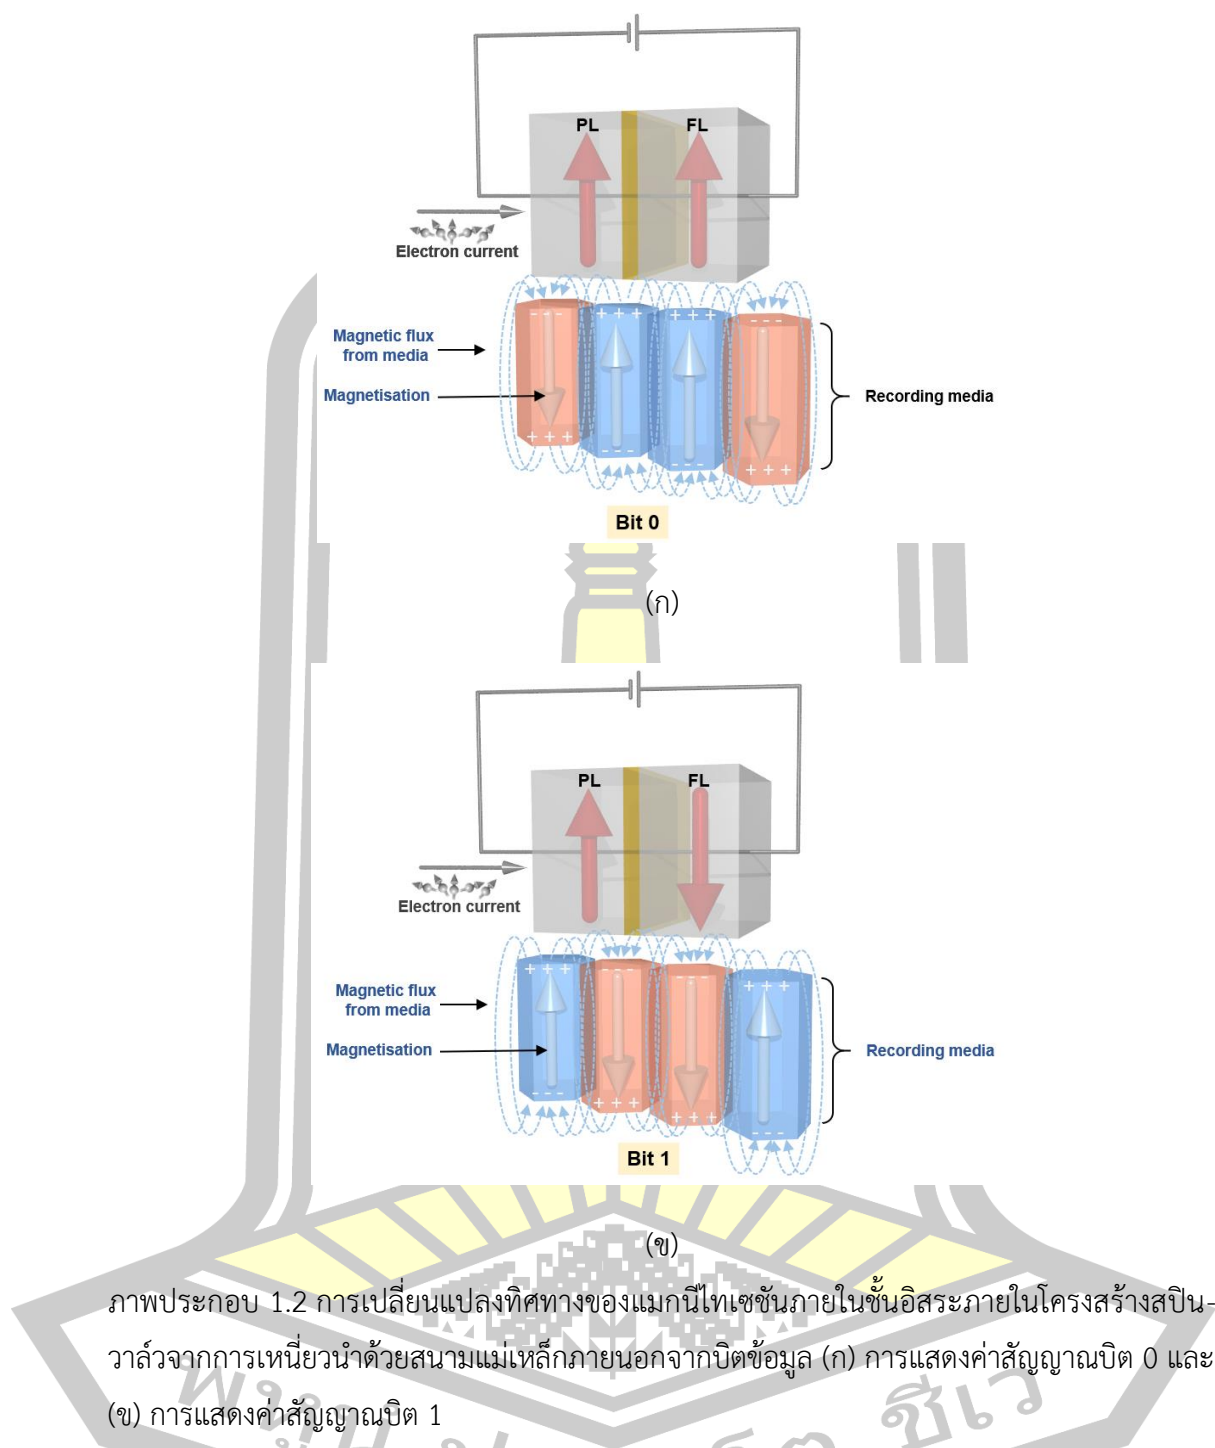 PL FL
Electron current
Magnetic flux
from media
Magnetisation
Recording media
Bit 0
(ก)
PL FL
Electron current
Magnetic flux
from media
Magnetisation
Recording media
Bit 1
(ข)
ภาพประกอบ 1.2 การเปลี่ยนแปลงทิศทางของแมกนีไทเซชันภายในชั้นอิสระภายในโครงสร้างสปิน-
วาล์วจากการเหนี่ยวนำด้วยสนามแม่เหล็กภายนอกจากบิตข้อมูล (ก) การแสดงค่าสัญญาณบิต 0 และ
(ข) การแสดงค่าสัญญาณบิต 1